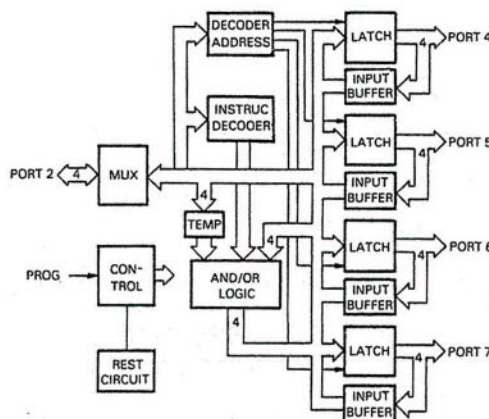 DECODER
ADDRESS
LATCH
PORT 4
4
INPUT
BUFFER
INSTRUC
DECOOER
LATCH
PORT 5
4
INPUT
BUFFER
PORT 2
4
MUX
4
TEMP
4
LATCH
PORT 6
4
INPUT
BUFFER
PROG
CON-
TROL
AND/OR
LOGIC
4
REST
CIRCUIT
LATCH
PORT 7
4
INPUT
BUFFER